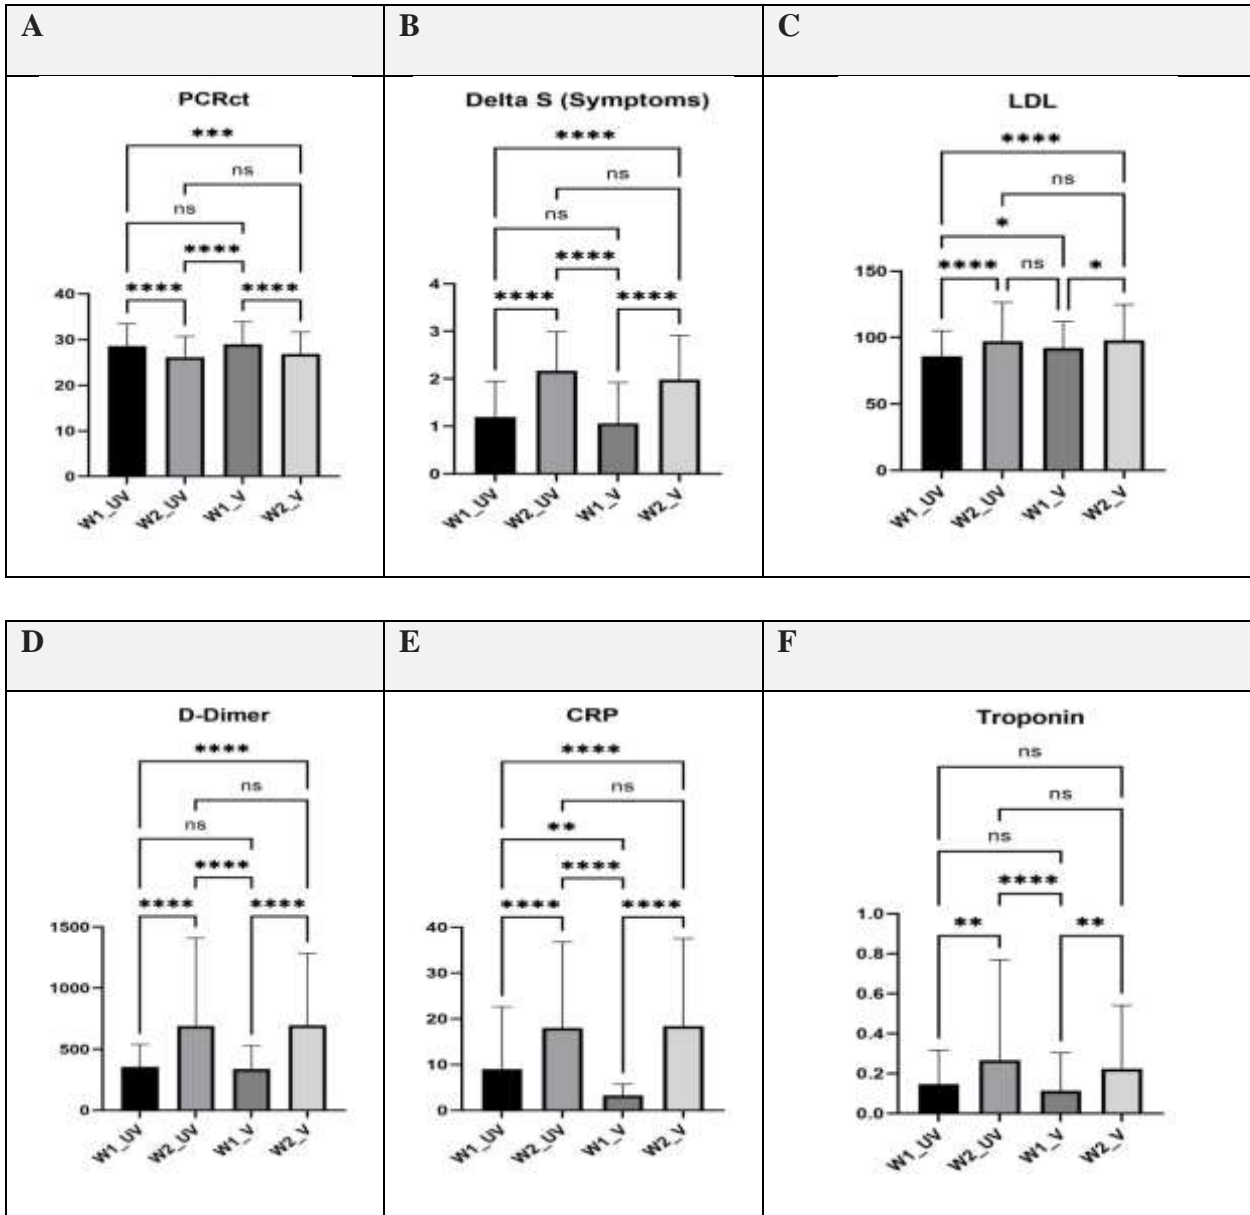 A
B
C
PCRct
***
ns
ns
****
****
****
40
30
20
10
0
W1_UV
W2_UV
W1_V
W2_V
Delta S (Symptoms)
****
ns
ns
****
****
****
4
3
2
1
0
W1_UV
W2_UV
W1_V
W2_V
LDL
****
ns
*
****
ns
*
150
100
50
0
W1_UV
W2_UV
W1_V
W2_V
D
E
F
D-Dimer
****
ns
ns
****
****
****
1500
1000
500
0
W1_UV
W2_UV
W1_V
W2_V
CRP
****
ns
**
****
****
****
40
30
20
10
0
W1_UV
W2_UV
W1_V
W2_V
Troponin
ns
ns
ns
****
**
**
1.0
0.8
0.6
0.4
0.2
0.0
W1_UV
W2_UV
W1_V
W2_V